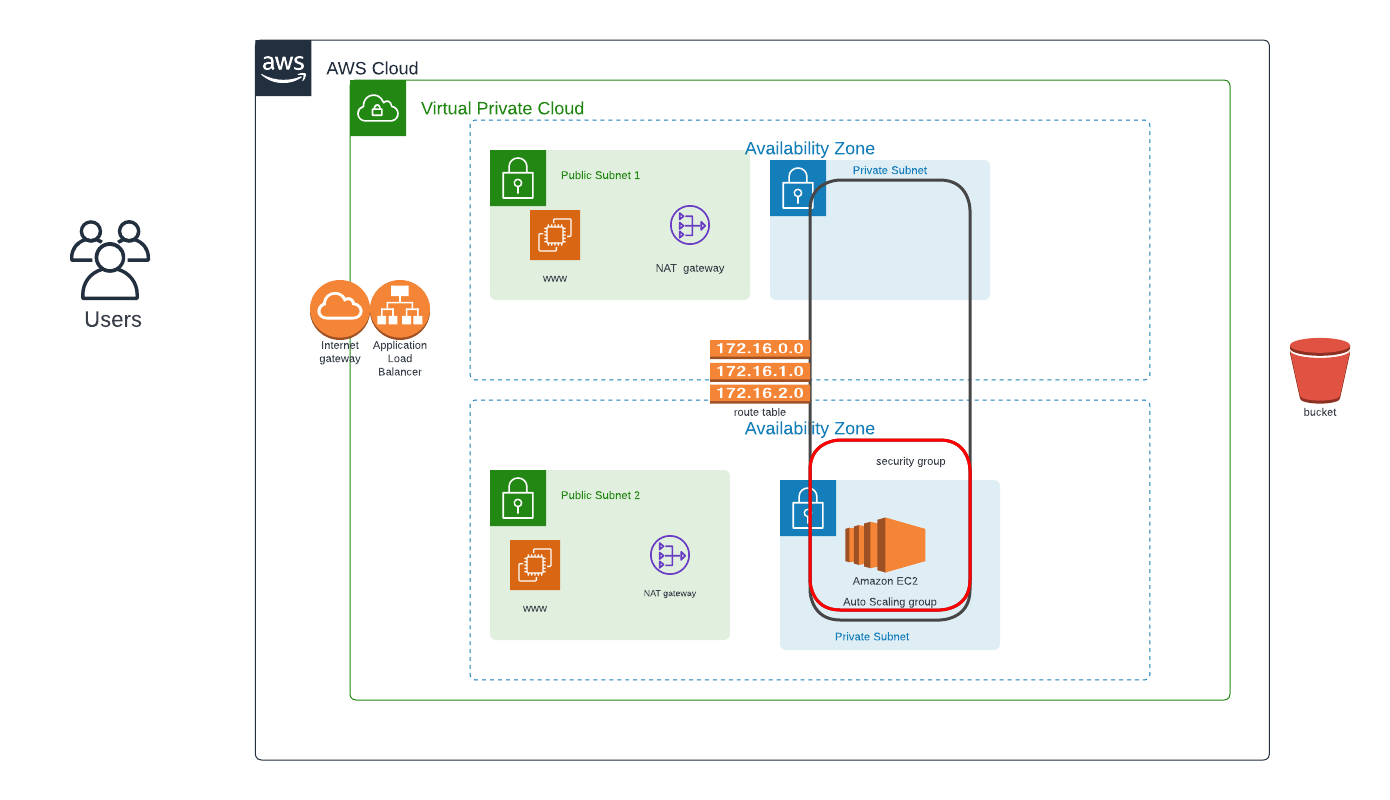 aws
AWS Cloud
Virtual Private Cloud
Availability Zone
Public Subnet 1
Private Subnet
www
NAT gateway
Users
Internet
gateway
Application
Load
Balancer
172.16.0.0
172.16.1.0
172.16.2.0
route table
bucket
Availability Zone
security group
Public Subnet 2
Amazon EC2
NAT gateway
www
Auto Scaling group
Private Subnet